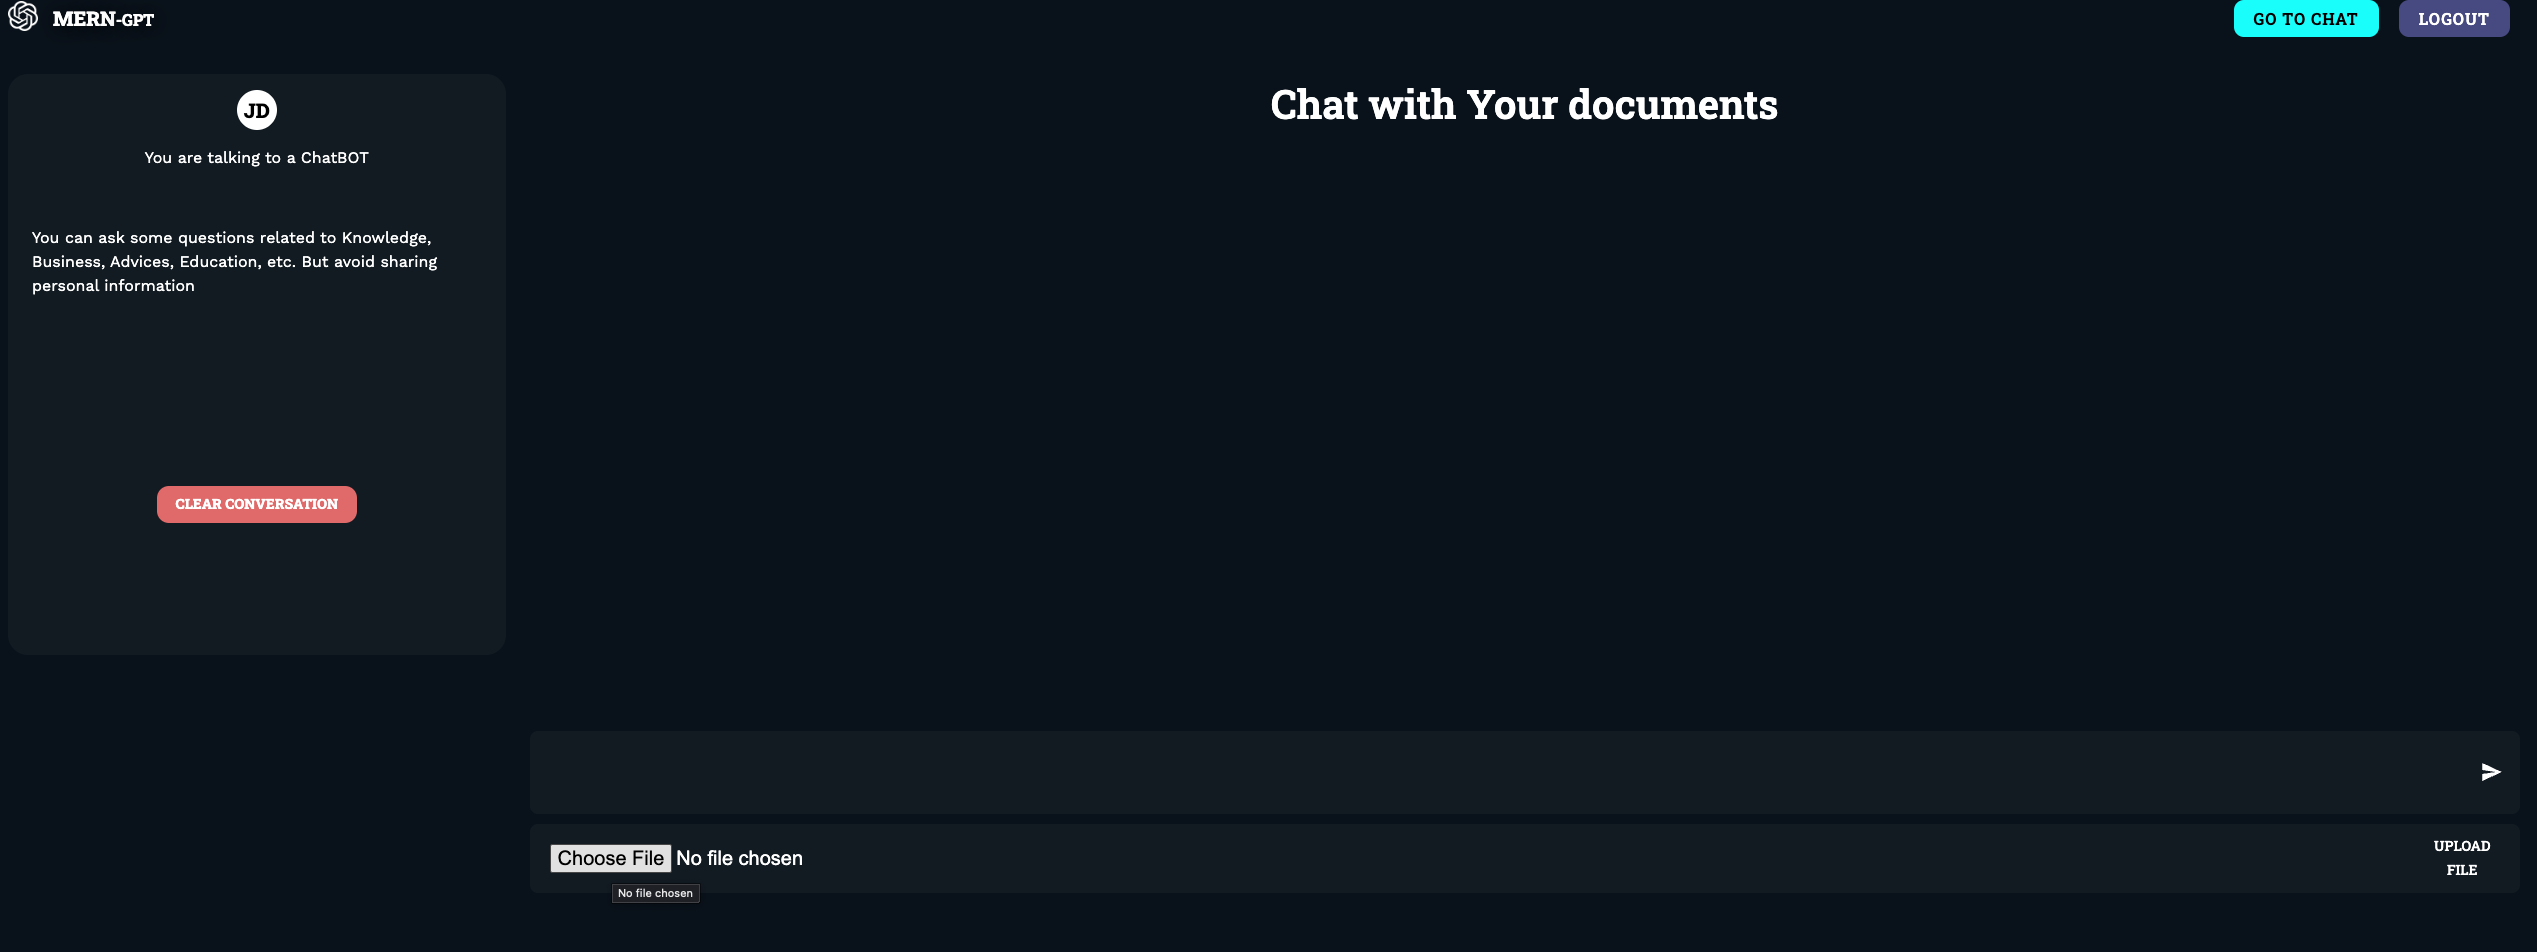 MERN-GPT
GO TO CHAT
LOGOUT
JD
You are talking to a ChatBOT
You can ask some questions related to Knowledge,
Business, Advices, Education, etc. But avoid sharing
personal information
CLEAR CONVERSATION
Chat with Your documents
Choose File No file chosen
UPLOAD
FILE
No file chosen